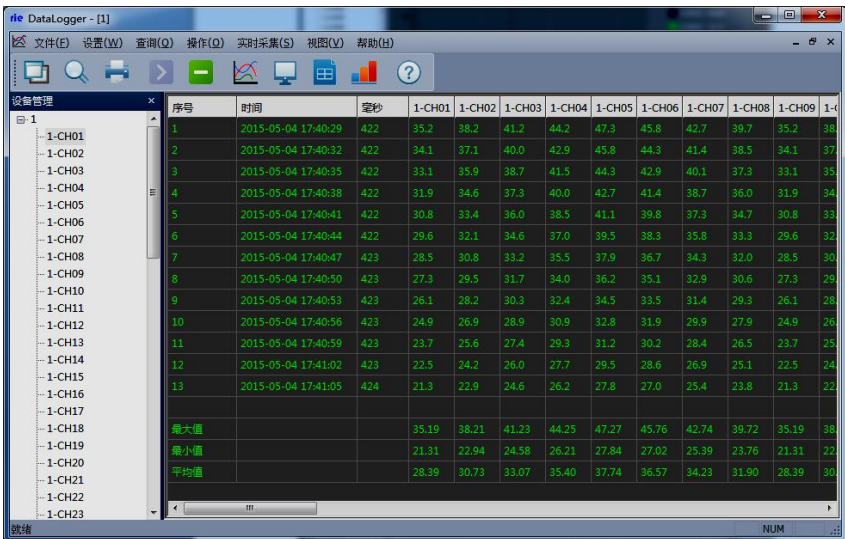 rie DataLogger - [1]
文件(F) 设置(W) 查询(Q) 操作(O) 实时采集(S) 视图(V) 帮助(H)
设备管理
1
1-CH01
1-CH02
1-CH03
1-CH04
1-CH05
1-CH06
1-CH07
1-CH08
1-CH09
1-CH10
1-CH11
1-CH12
1-CH13
1-CH14
1-CH15
1-CH16
1-CH17
1-CH18
1-CH19
1-CH20
1-CH21
1-CH22
1-CH23
序号 时间 毫秒 1-CH01 1-CH02 1-CH03 1-CH04 1-CH05 1-CH06 1-CH07 1-CH08 1-CH09
1 2015-05-04 17:40:29 422 35.2 38.2 41.2 44.2 47.3 45.8 42.7 39.7 35.2 38.
2 2015-05-04 17:40:32 422 34.1 37.1 40.0 42.9 45.8 44.3 41.4 38.5 34.1 37.
3 2015-05-04 17:40:35 422 33.1 35.9 38.7 41.5 44.3 42.9 40.1 37.3 33.1 35.
4 2015-05-04 17:40:38 422 31.9 34.6 37.3 40.0 42.7 41.4 38.7 36.0 31.9 34.
5 2015-05-04 17:40:41 422 30.8 33.4 36.0 38.5 41.1 39.8 37.3 34.7 30.8 33.
6 2015-05-04 17:40:44 422 29.6 32.1 34.6 37.0 39.5 38.3 35.8 33.3 29.6 32.
7 2015-05-04 17:40:47 423 28.5 30.8 33.2 35.5 37.9 36.7 34.3 32.0 28.5 30.
8 2015-05-04 17:40:50 423 27.3 29.5 31.7 34.0 36.2 35.1 32.9 30.6 27.3 29.
9 2015-05-04 17:40:53 423 26.1 28.2 30.3 32.4 34.5 33.5 31.4 29.3 26.1 28.
10 2015-05-04 17:40:56 423 24.9 26.9 28.9 30.9 32.8 31.9 29.9 27.9 24.9 26.
11 2015-05-04 17:40:59 423 23.7 25.6 27.4 29.3 31.2 30.2 28.4 26.5 23.7 25.
12 2015-05-04 17:41:02 423 22.5 24.2 26.0 27.7 29.5 28.6 26.9 25.1 22.5 24.
13 2015-05-04 17:41:05 424 21.3 22.9 24.6 26.2 27.8 27.0 25.4 23.8 21.3 22.
最大值 35.19 38.21 41.23 44.25 47.27 45.76 42.74 39.72 35.19 38.
最小值 21.31 22.94 24.58 26.21 27.84 27.02 25.39 23.76 21.31 22.
平均值 28.39 30.73 33.07 35.40 37.74 36.57 34.23 31.90 28.39 30.
就绪 NUM